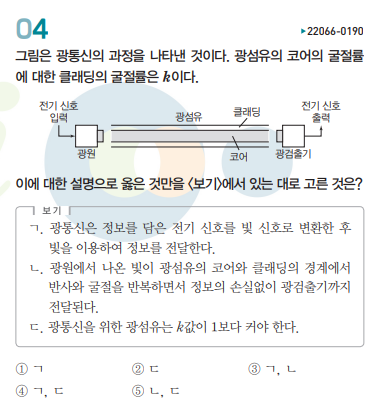 04
▶22066-0190
그림은 광통신의 과정을 나타낸 것이다. 광섬유의 코어의 굴절률
에 대한 클래딩의 굴절률은 k이다.
전기 신호
입력
광섬유
클래딩
전기 신호
출력
광원
코어
광검출기
이에 대한 설명으로 옳은 것만을 〈보기〉에서 있는 대로 고른 것은?
보기
ㄱ. 광통신은 정보를 담은 전기 신호를 빛 신호로 변환한 후
빛을 이용하여 정보를 전달한다.
ㄴ. 광원에서 나온 빛이 광섬유의 코어와 클래딩의 경계에서
반사와 굴절을 반복하면서 정보의 손실없이 광검출기까지
전달된다.
ㄷ. 광통신을 위한 광섬유는 k값이 1보다 커야 한다.
① ㄱ ② ㄷ ③ ㄱ, ㄴ
④ ㄱ, ㄷ ⑤ ㄴ, ㄷ